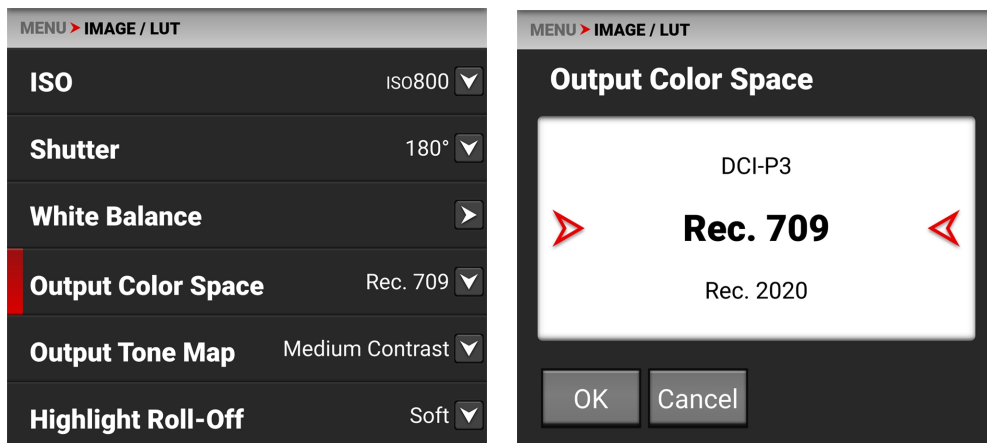 MENU IMAGE / LUT
ISO ISO800
Shutter 180°
White Balance
Output Color Space Rec. 709
Output Tone Map Medium Contrast
Highlight Roll-Off Soft
MENU IMAGE / LUT
Output Color Space
DCI-P3
Rec. 709
Rec. 2020
OK Cancel